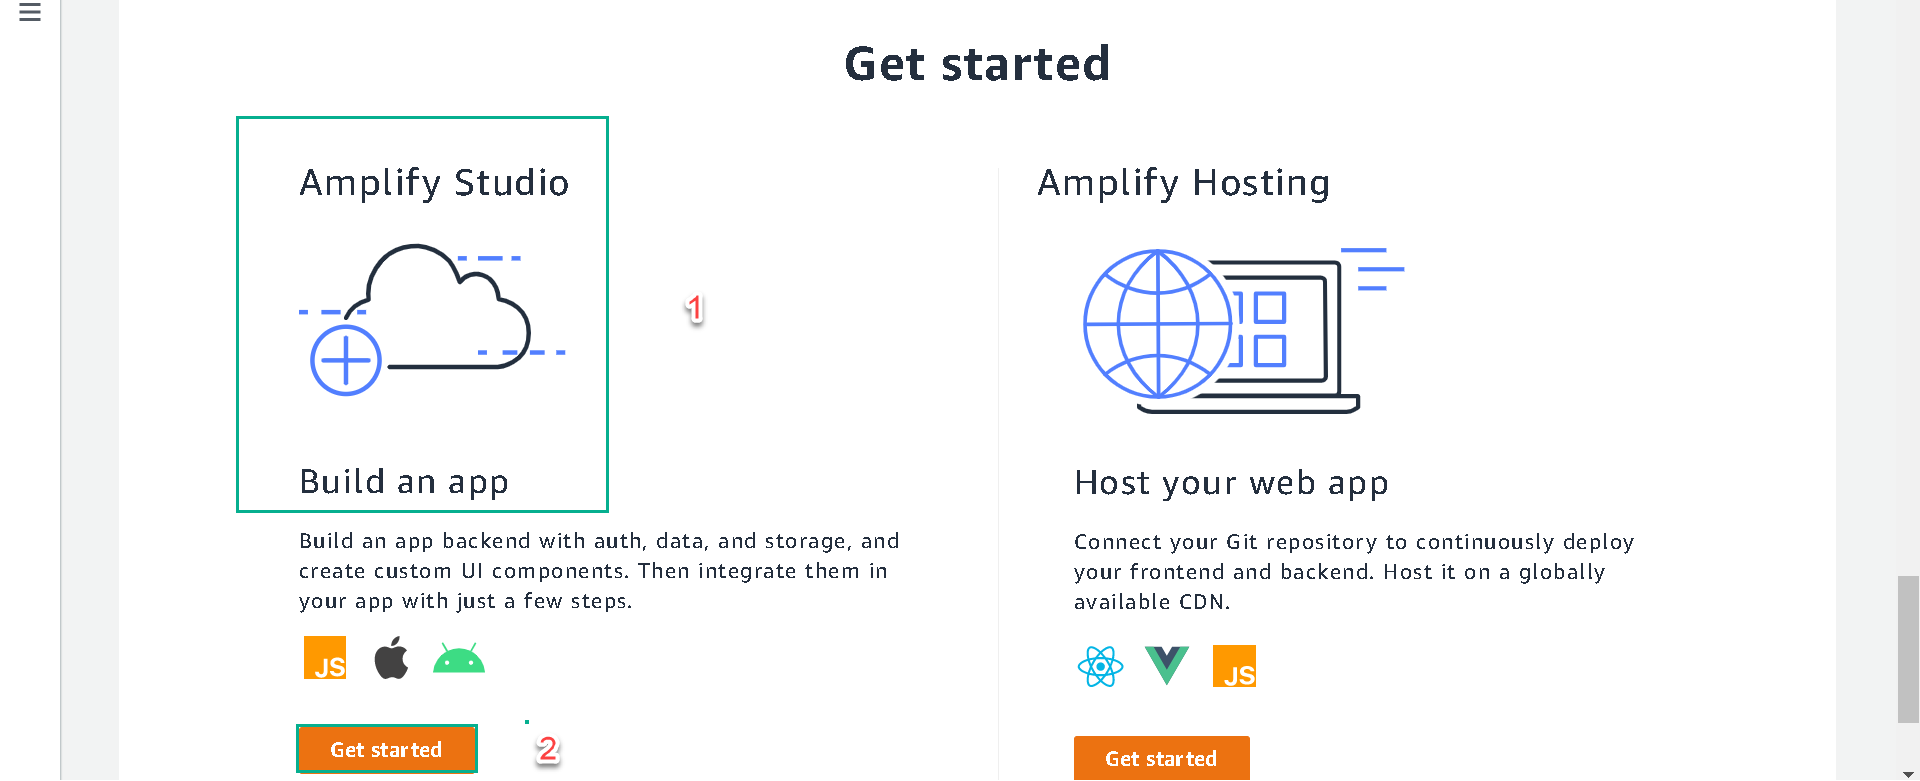 Get started
Amplify Studio
1
Build an app
Build an app backend with auth, data, and storage, and
create custom UI components. Then integrate them in
your app with just a few steps.
JS
Get started
2
Amplify Hosting
Host your web app
Connect your Git repository to continuously deploy
your frontend and backend. Host it on a globally
available CDN.
JS
Get started